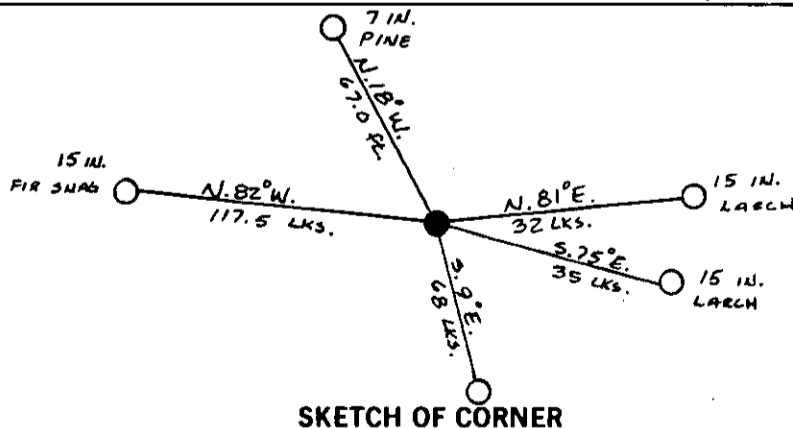 7 IN.
PINE
N.18°W.
67.0 ft.
15 IN.
FIR SNAG
N.82°W.
117.5 LKS.
N.81°E.
32 LKS.
15 IN.
LARCH
S.75°E.
35 LKS.
15 IN.
LARCH
S.9°E.
68 LKS.
SKETCH OF CORNER